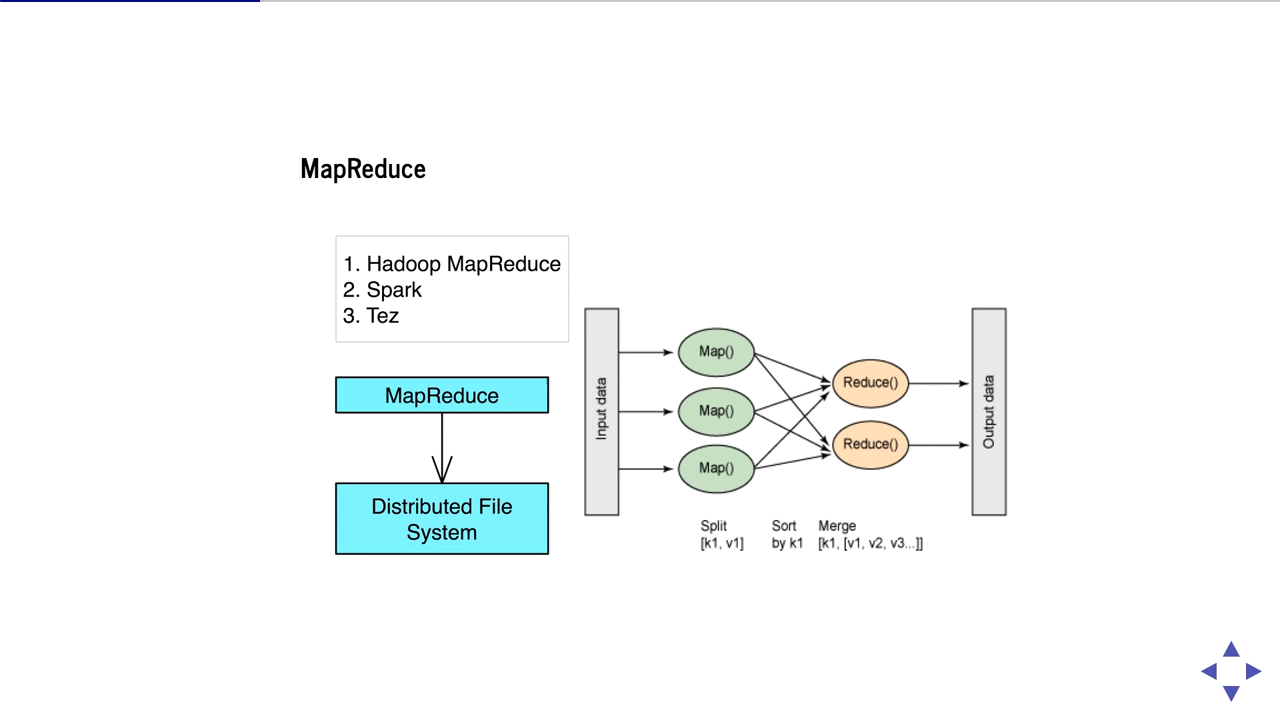 MapReduce
1. Hadoop MapReduce
2. Spark
3. Tez
MapReduce
Distributed File
System
Input data
Map()
Map()
Map()
Reduce()
Reduce()
Output data
Split
[k1, v1]
Sort
by k1
Merge
[k1, [v1, v2, v3...]]